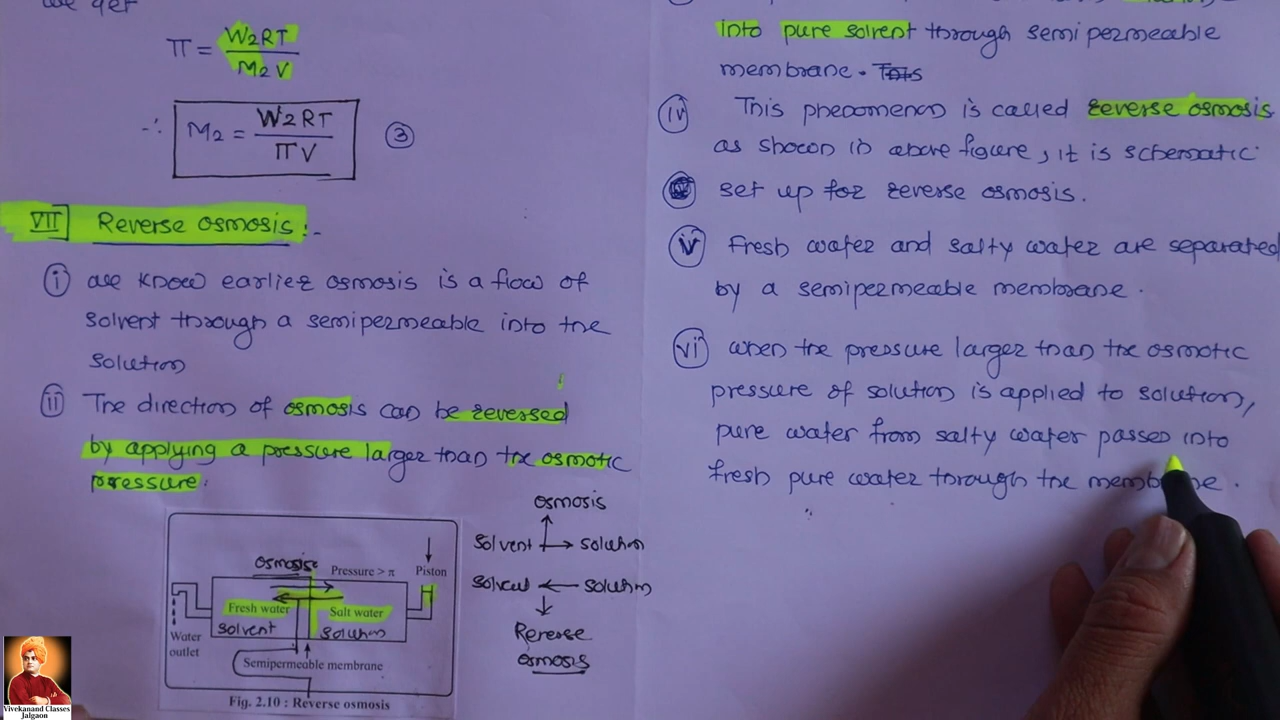 we get
π = W2RT / M2V
∴ M2 = W2RT / πV  ③
VII] Reverse osmosis :-
(i) we know earlier osmosis is a flow of
solvent through a semipermeable into the
solution
(ii) The direction of osmosis can be reversed
by applying a pressure larger than the osmotic
pressure.
osmosis
Pressure > π
Piston
Fresh water
Salt water
solvent
solution
Water
outlet
Semipermeable membrane
Fig. 2.10 : Reverse osmosis
osmosis
solvent → solution
solvent ← solution
Rererse
osmosis
into pure solvent through semipermeable
membrane.
(iv) This phenomenon is called reverse osmosis
as shown in above figure, it is schematic
set up for reverse osmosis.
(v) Fresh water and salty water are separated
by a semipermeable membrane.
(vi) when the pressure larger than the osmotic
pressure of solution is applied to solution,
pure water from salty water passed into
fresh pure water through the membrane.
Vivekanand Classes
Jalgaon